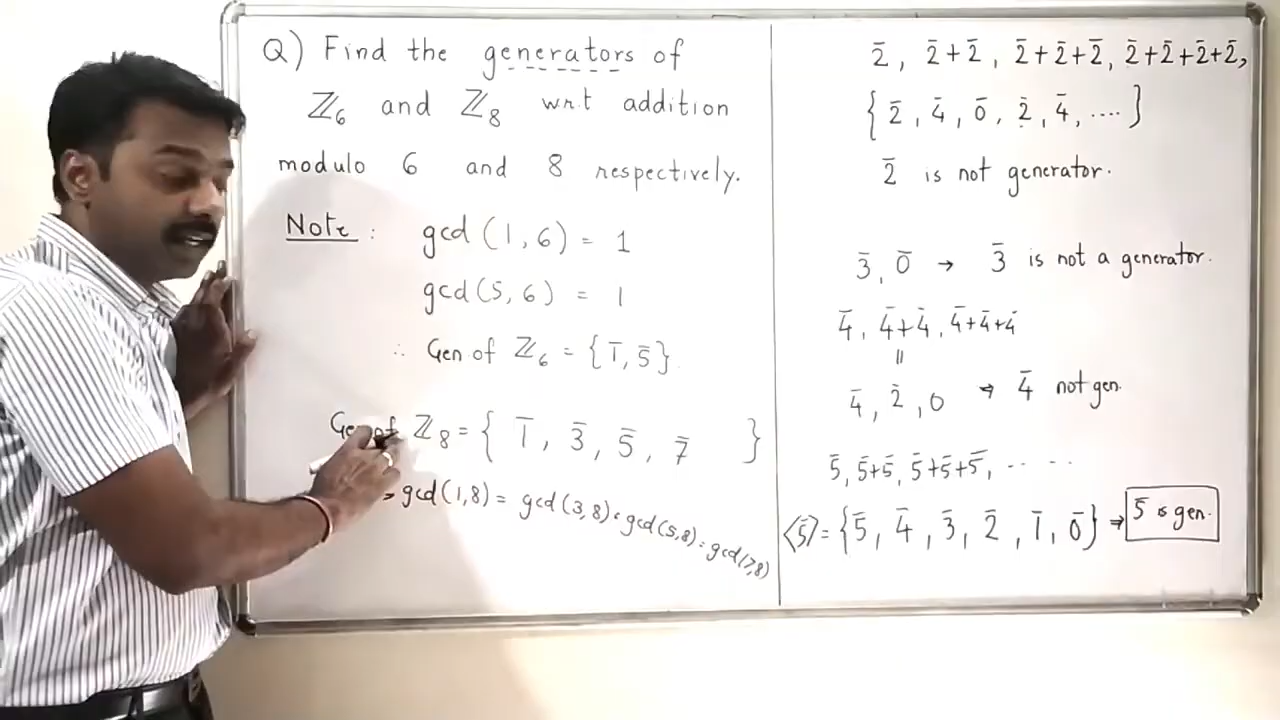 Q) Find the generators of
ℤ₆ and ℤ₈ w.r.t addition
modulo 6 and 8 respectively.
Note : gcd (1, 6) = 1
gcd (5, 6) = 1
∴ Gen of ℤ₆ = {1̄, 5̄}
Gen of ℤ₈ = { 1̄, 3̄, 5̄, 7̄ }
gcd(1,8) = gcd(3,8) = gcd(5,8) = gcd(7,8)
2̄, 2̄+2̄, 2̄+2̄+2̄, 2̄+2̄+2̄+2̄,
{ 2̄, 4̄, 0̄, 2̄, 4̄, .... }
2̄ is not generator.
3̄, 0̄ → 3̄ is not a generator.
4̄, 4̄+4̄, 4̄+4̄+4̄
=
4̄, 2̄, 0 → 4̄ not gen.
5̄, 5̄+5̄, 5̄+5̄+5̄, .. ..
⟨5̄⟩ = {5̄, 4̄, 3̄, 2̄, 1̄, 0̄} ⇒ 5̄ is gen.